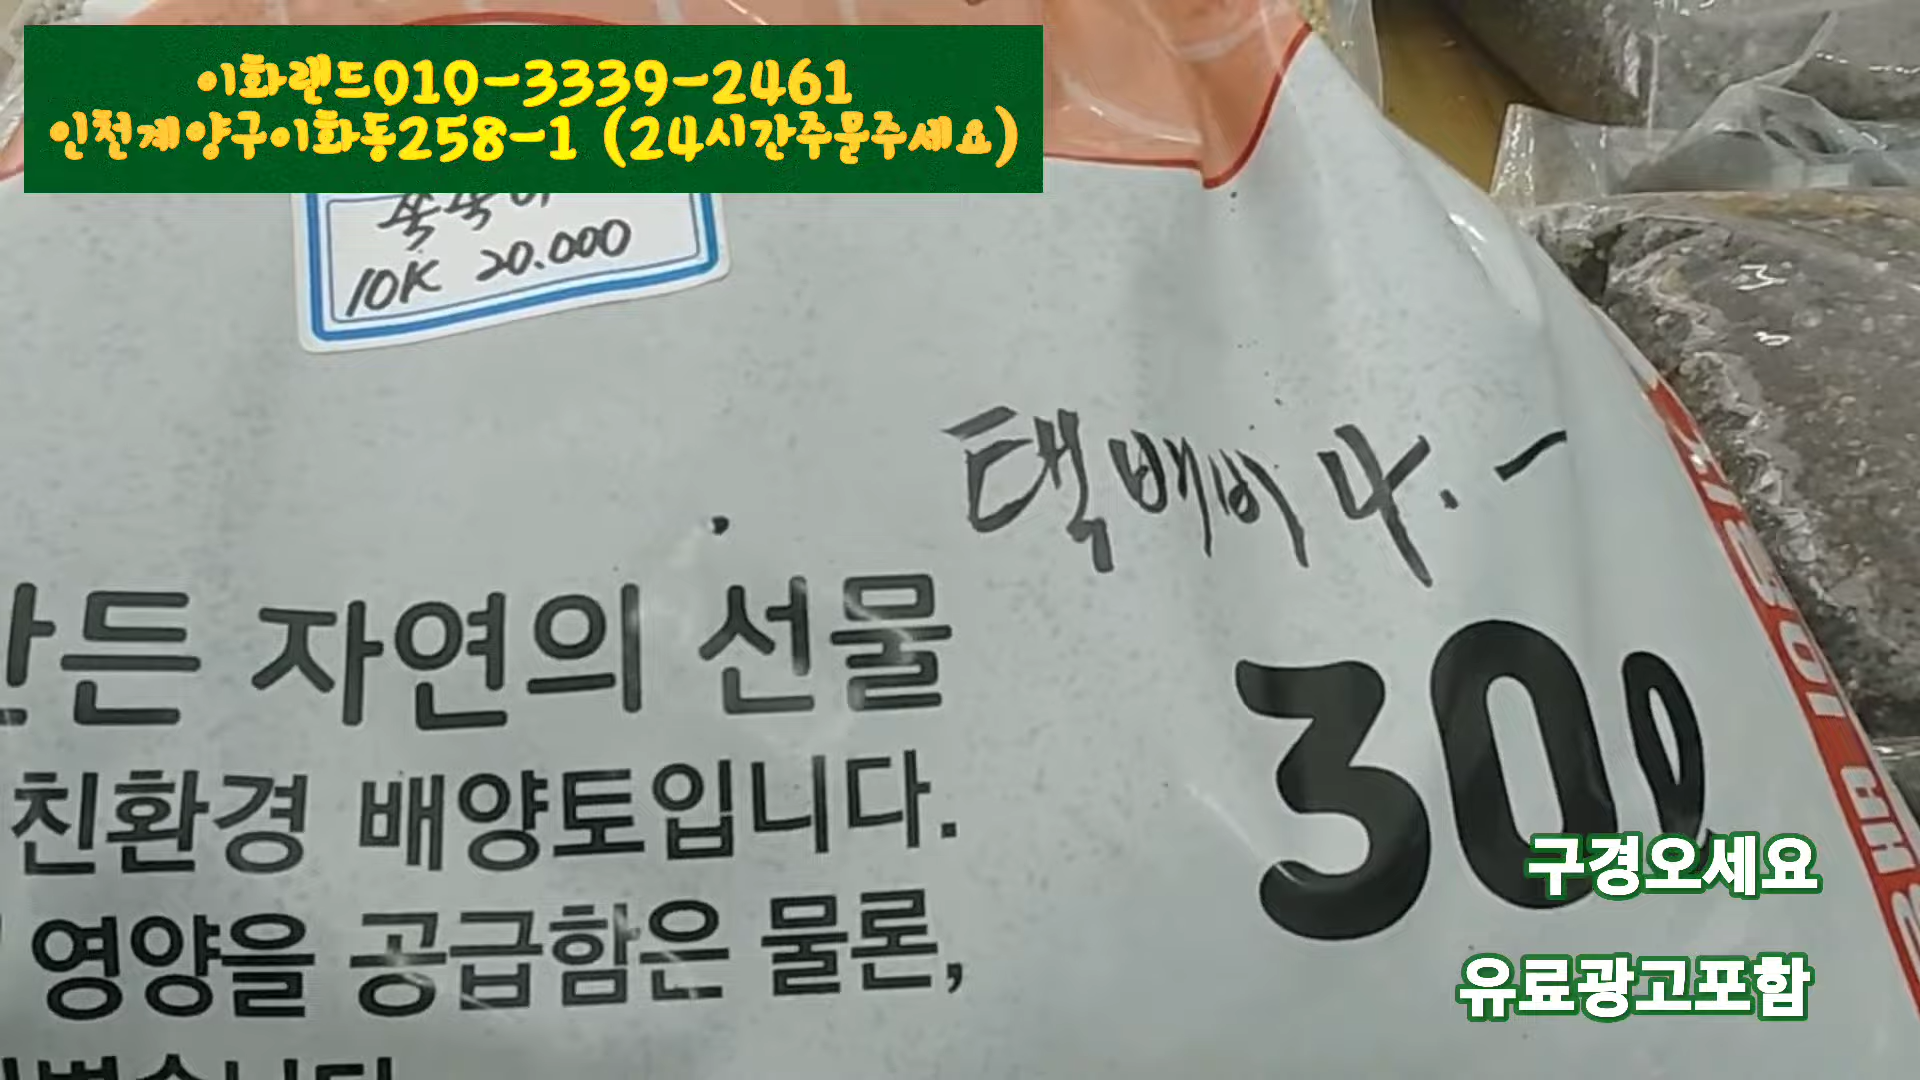 이화랜드010-3339-2461
인천계양구이화동258-1 (24시간주문주세요)
10K 20.000
택배비 4.-
만든 자연의 선물
30ℓ
친환경 배양토입니다.
영양을 공급함은 물론,
구경오세요
유료광고포함